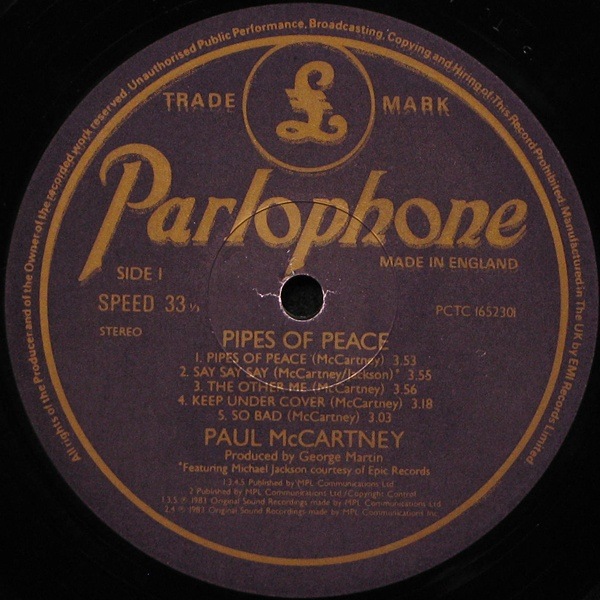 All rights of the Producer and of the Owner of the recorded work reserved. Unauthorised Public Performance, Broadcasting, Copying and Hiring of This Record Prohibited. Manufactured in The UK by EMI Records Limited
TRADE £ MARK
Parlophone
MADE IN ENGLAND
SIDE 1
SPEED 33 ⅓
PCTC 1652301
STEREO
PIPES OF PEACE
1. PIPES OF PEACE (McCartney) 3.53
2. SAY SAY SAY (McCartney/Jackson)* 3.55
3. THE OTHER ME (McCartney) 3.56
4. KEEP UNDER COVER (McCartney) 3.18
5. SO BAD (McCartney) 3.03
PAUL McCARTNEY
Produced by George Martin
*Featuring Michael Jackson courtesy of Epic Records
1.3.4.5 Published by MPL Communications Ltd
2 Published By MPL Communications Ltd/Copyright Control
1.3.5 ℗ 1983 Original Sound Recordings made by MPL Communications Ltd
2.4 ℗ 1983 Original Sound Recordings made by MPL Communications Inc.